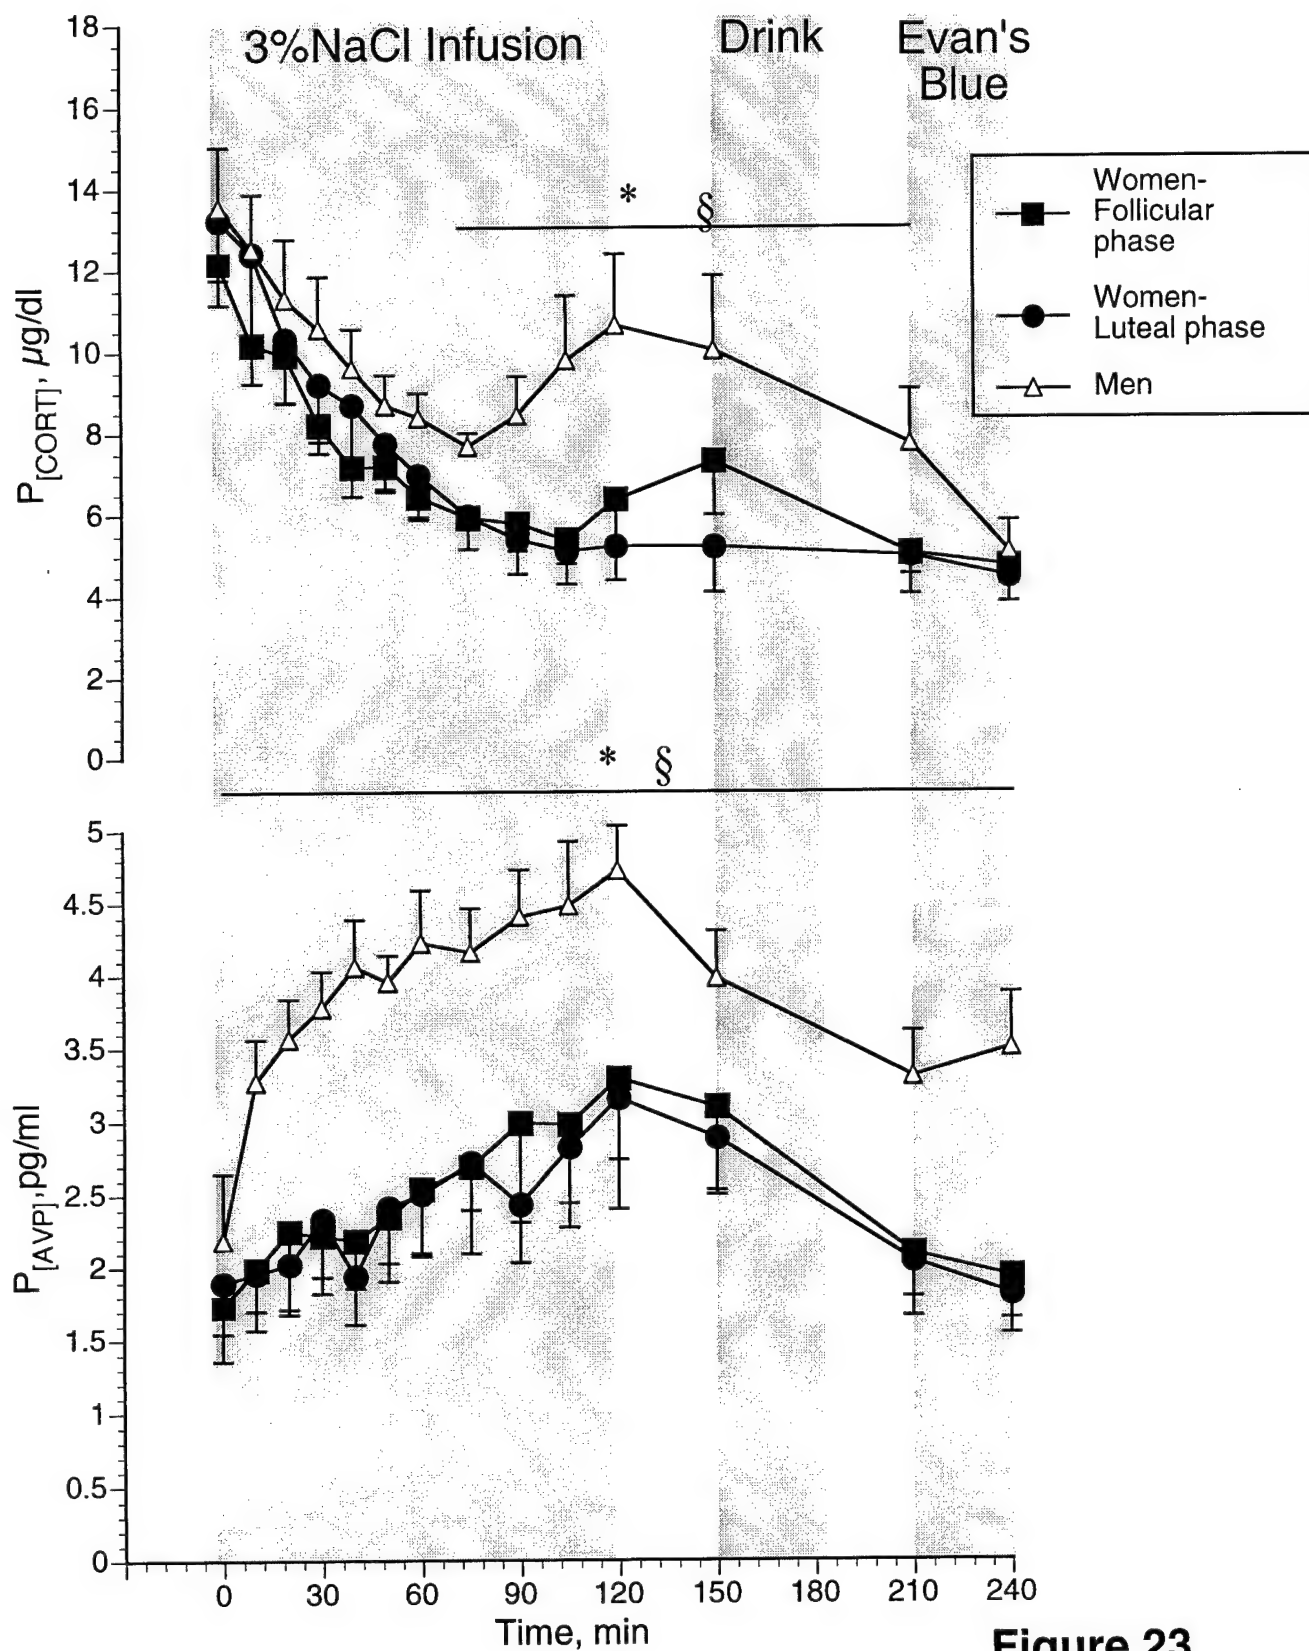 3%NaCl Infusion
Drink
Evan's
Blue
18
16
14
12
10
8
6
4
2
0
P[CORT], µg/dl
* §
Women-
Follicular
phase
Women-
Luteal phase
Men
* §
5
4.5
4
3.5
3
2.5
2
1.5
1
0.5
0
P[AVP],pg/ml
0 30 60 90 120 150 180 210 240
Time, min
Figure 23